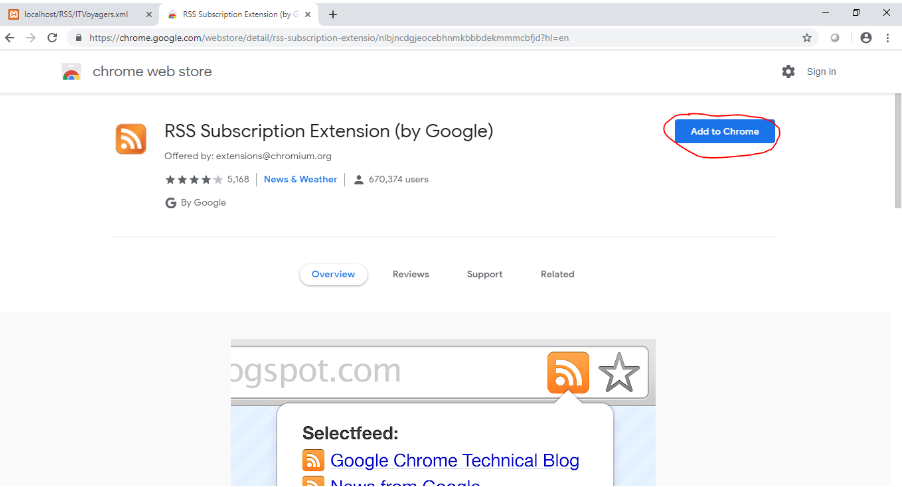 localhost/RSS/ITVoyagers.xml
RSS Subscription Extension (by G
https://chrome.google.com/webstore/detail/rss-subscription-extensio/nlbjncdgjeocebhnmkbbbdekmmmcbfjd?hl=en
chrome web store
Sign in
RSS Subscription Extension (by Google)
Add to Chrome
Offered by: extensions@chromium.org
5,168
News & Weather
670,374 users
By Google
Overview
Reviews
Support
Related
ogspot.com
Selectfeed:
Google Chrome Technical Blog
News from Google